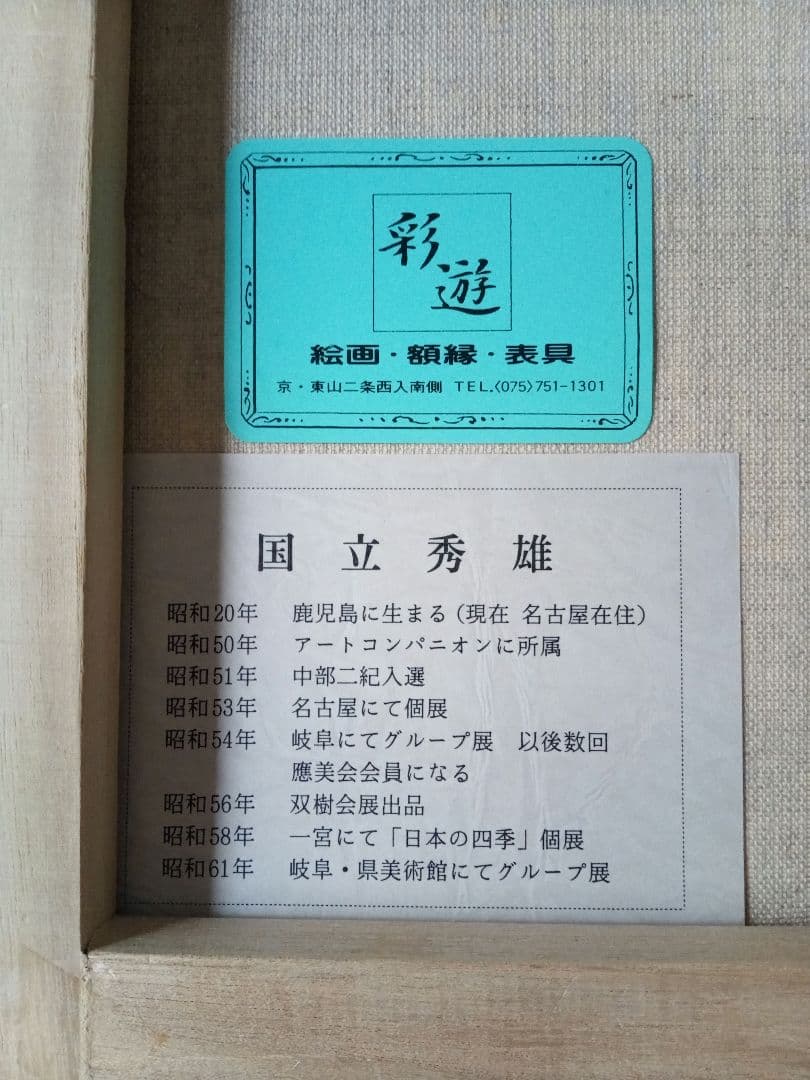 彩遊
絵画・額縁・表具
京・東山二条西入南側 TEL.〈075〉751-1301
国立秀雄
昭和20年 鹿児島に生まる（現在 名古屋在住）
昭和50年 アートコンパニオンに所属
昭和51年 中部二紀入選
昭和53年 名古屋にて個展
昭和54年 岐阜にてグループ展 以後数回
應美会会員になる
昭和56年 双樹会展出品
昭和58年 一宮にて「日本の四季」個展
昭和61年 岐阜・県美術館にてグループ展